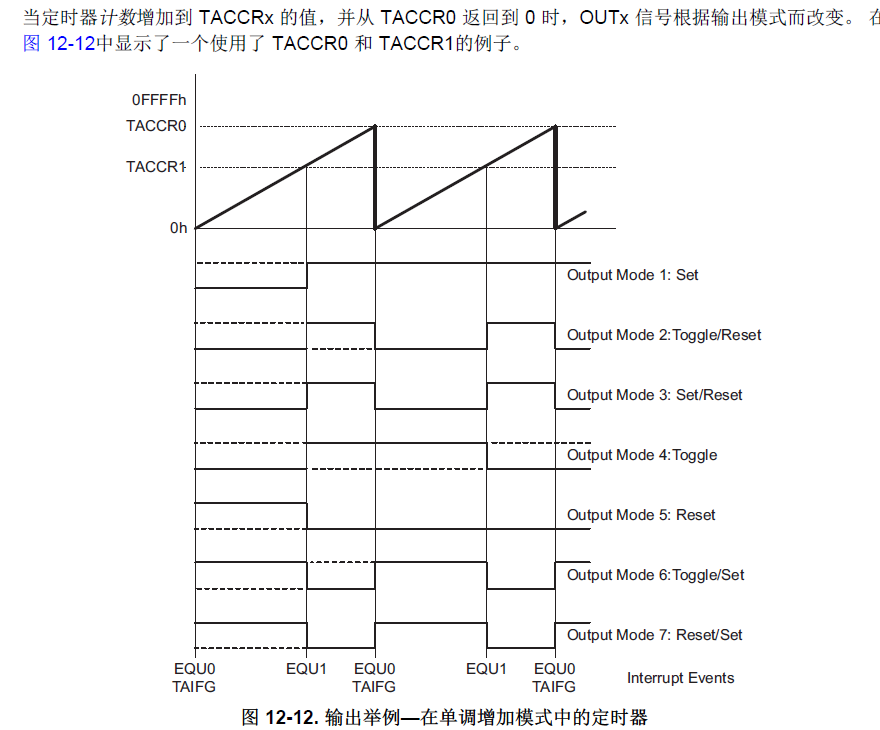 当定时器计数增加到 TACCRx 的值，并从 TACCR0 返回到 0 时，OUTx 信号根据输出模式而改变。 在
图 12-12中显示了一个使用了 TACCR0 和 TACCR1的例子。
0FFFFh
TACCR0
TACCR1
0h
Output Mode 1: Set
Output Mode 2:Toggle/Reset
Output Mode 3: Set/Reset
Output Mode 4:Toggle
Output Mode 5: Reset
Output Mode 6:Toggle/Set
Output Mode 7: Reset/Set
EQU0 EQU1 EQU0 EQU1 EQU0
TAIFG TAIFG TAIFG Interrupt Events
图 12-12. 输出举例—在单调增加模式中的定时器